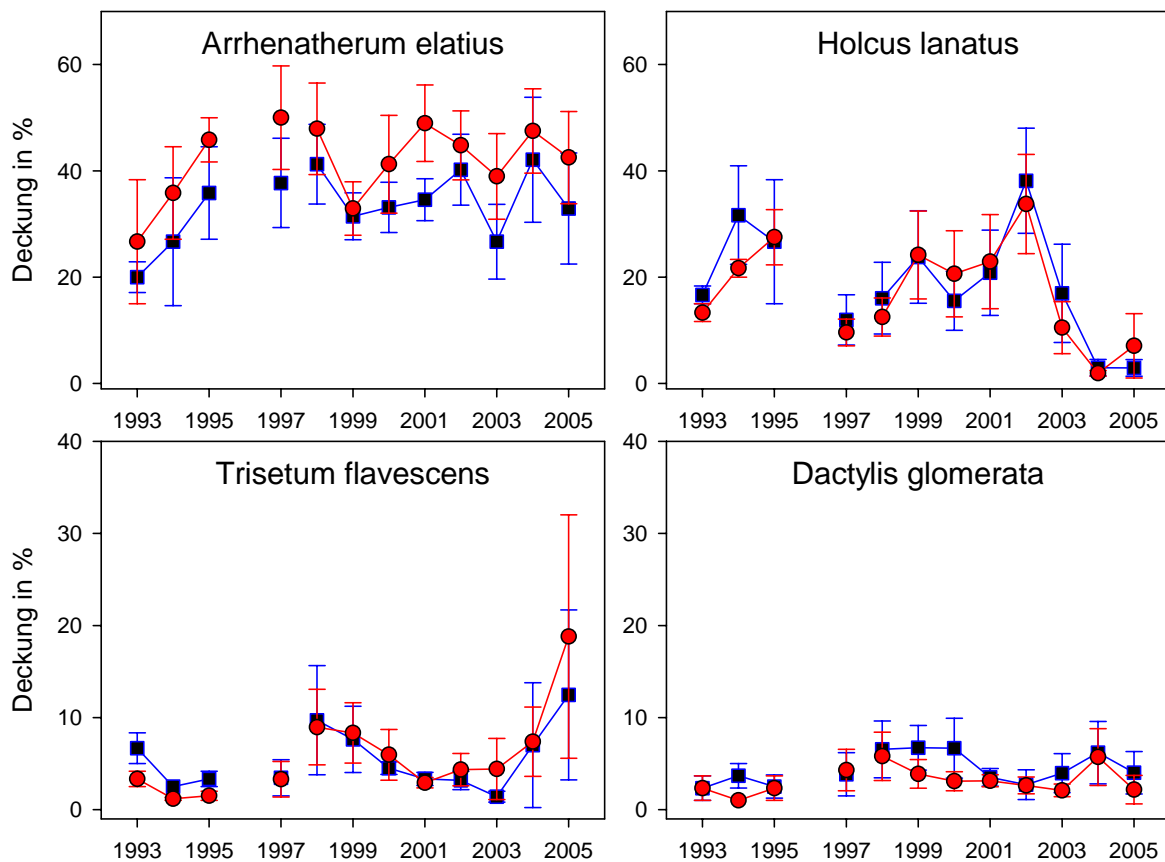 Arrhenatherum elatius
Holcus lanatus
Deckung in %
60
40
20
0
60
40
20
0
1993 1995 1997 1999 2001 2003 2005
1993 1995 1997 1999 2001 2003 2005
Trisetum flavescens
Dactylis glomerata
Deckung in %
40
30
20
10
0
40
30
20
10
0
1993 1995 1997 1999 2001 2003 2005
1993 1995 1997 1999 2001 2003 2005